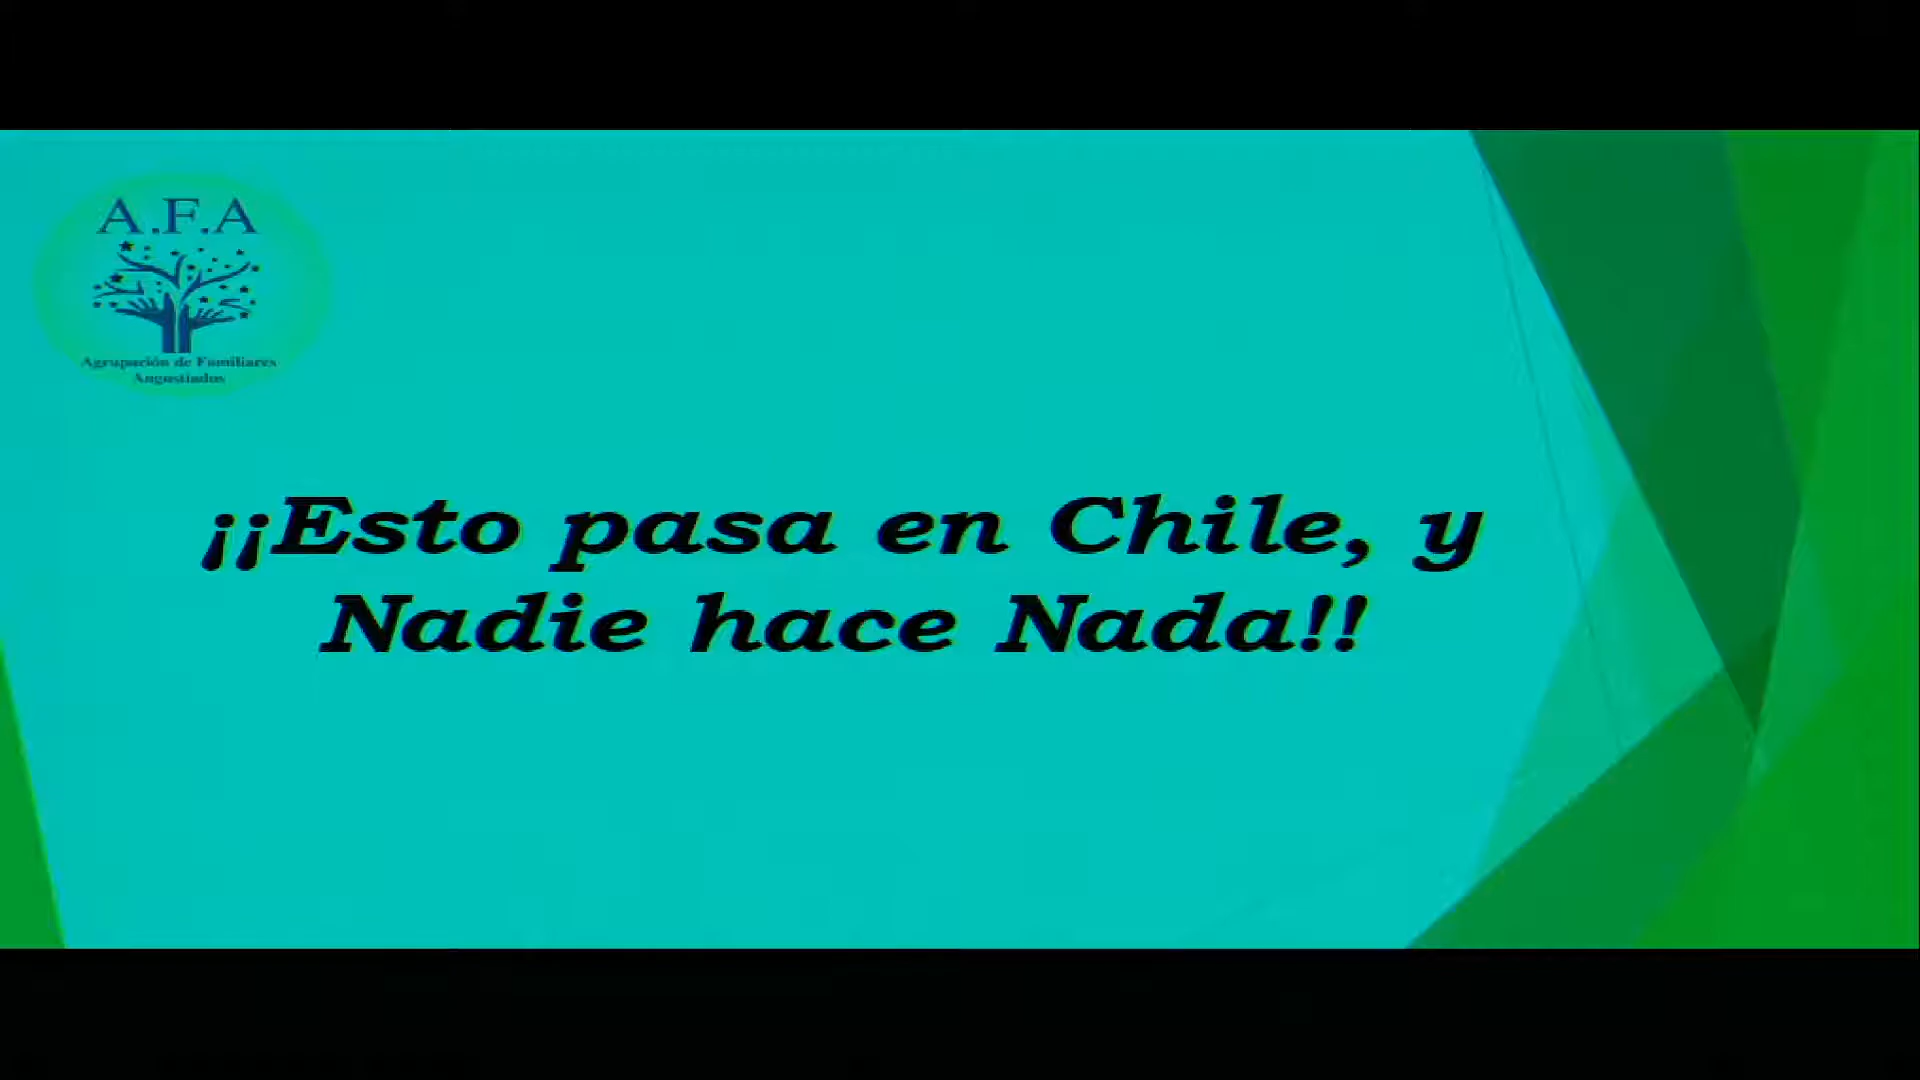 A.F.A
Agrupación de Familiares
Angustiados
¡¡Esto pasa en Chile, y
Nadie hace Nada!!